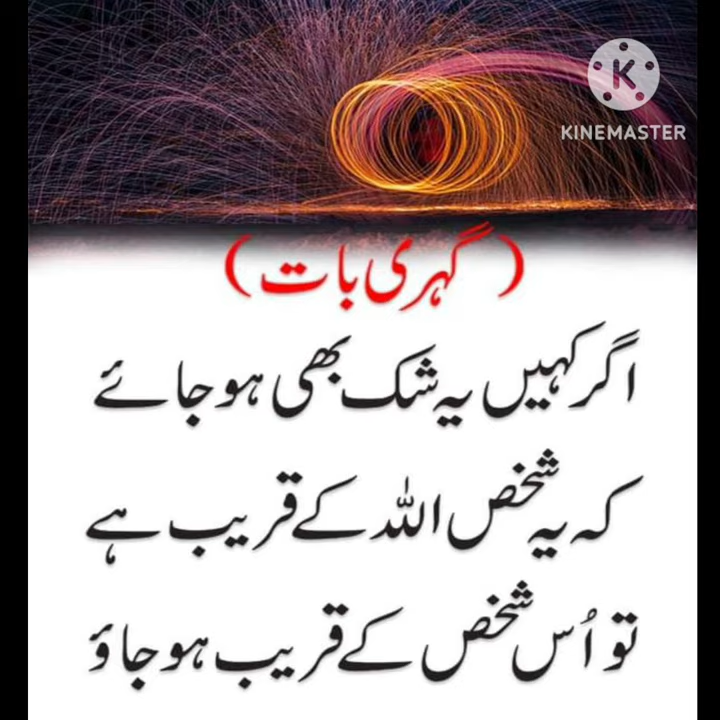 KINEMASTER
( گہری بات )
اگر کہیں یہ شک بھی ہو جائے
کہ یہ شخص اللہ کے قریب ہے
تو اُس شخص کے قریب ہو جاؤ